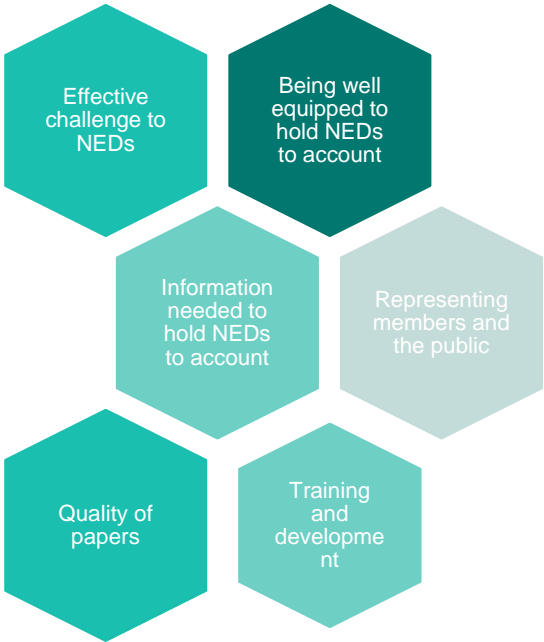 Effective
challenge to
NEDs
Being well
equipped to
hold NEDs
to account
Information
needed to
hold NEDs
to account
Representing
members and
the public
Quality of
papers
Training
and
developme
nt